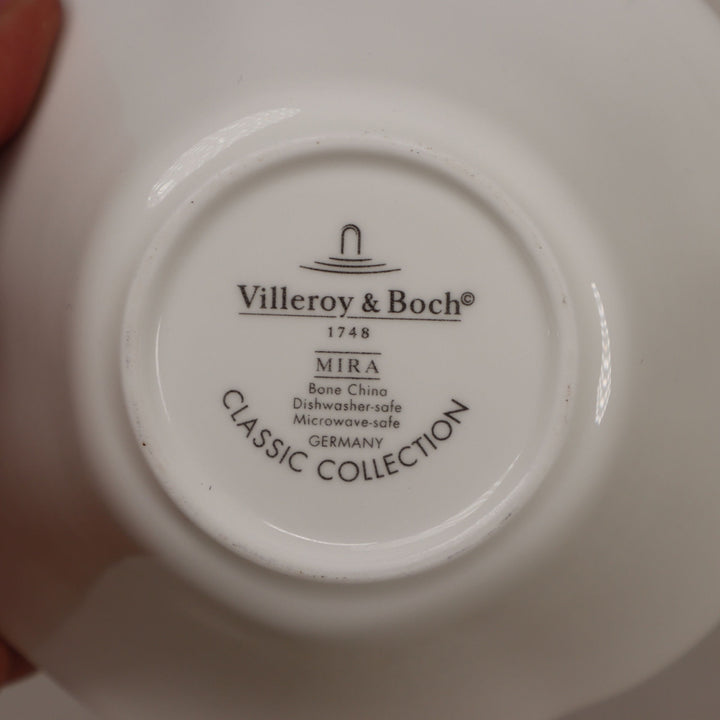 Villeroy & Boch©
1748
MIRA
Bone China
Dishwasher-safe
Microwave-safe
GERMANY
CLASSIC COLLECTION